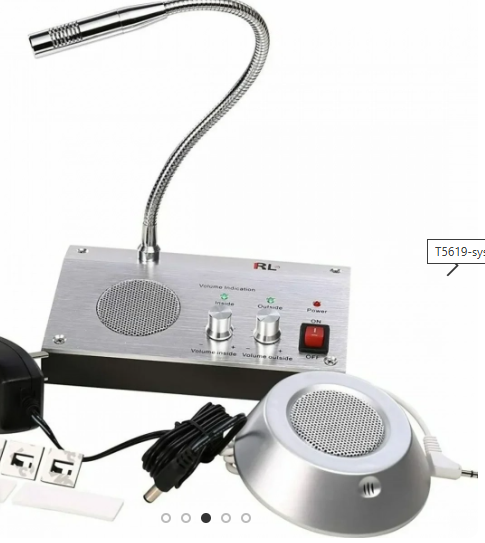 RL
T5619-sys
Volume Indication
Inside
Outside
Power
ON
Volume inside
Volume outside
OFF